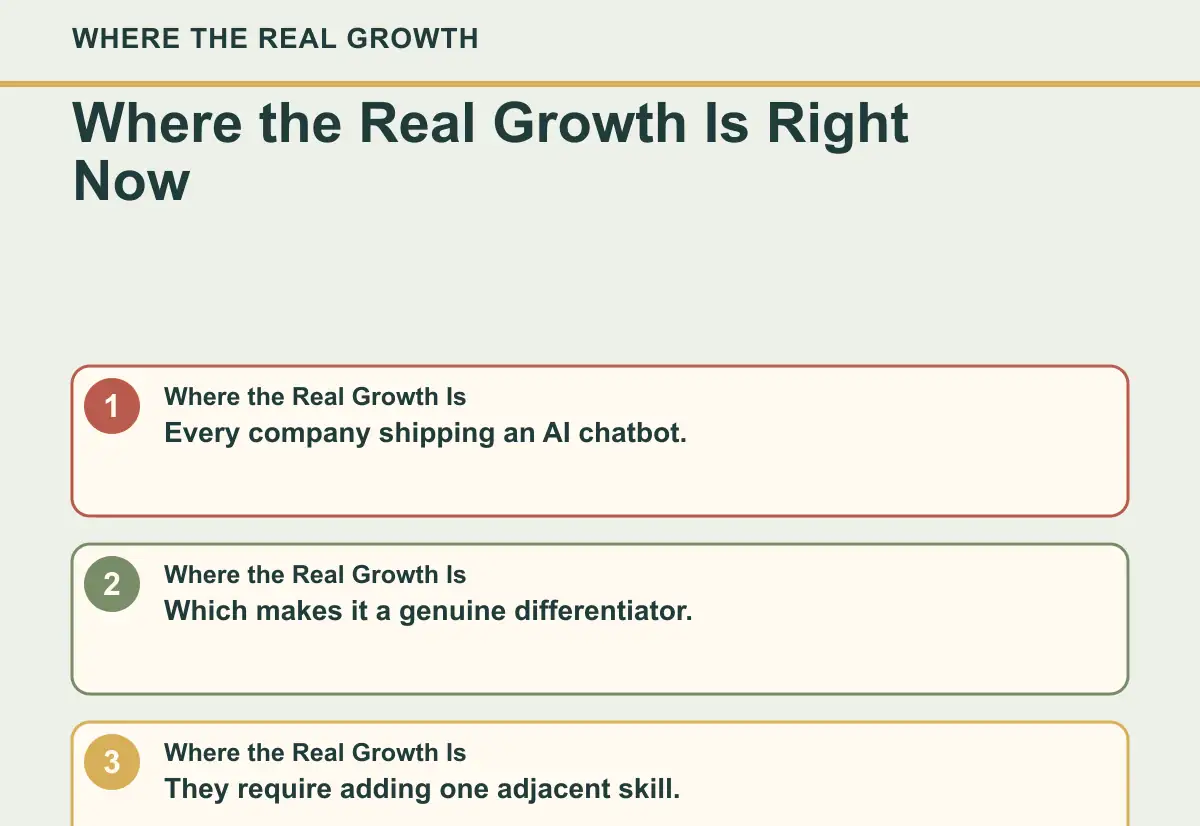 WHERE THE REAL GROWTH
Where the Real Growth Is Right
Now
1
Where the Real Growth Is
Every company shipping an AI chatbot.
2
Where the Real Growth Is
Which makes it a genuine differentiator.
3
Where the Real Growth Is
They require adding one adjacent skill.